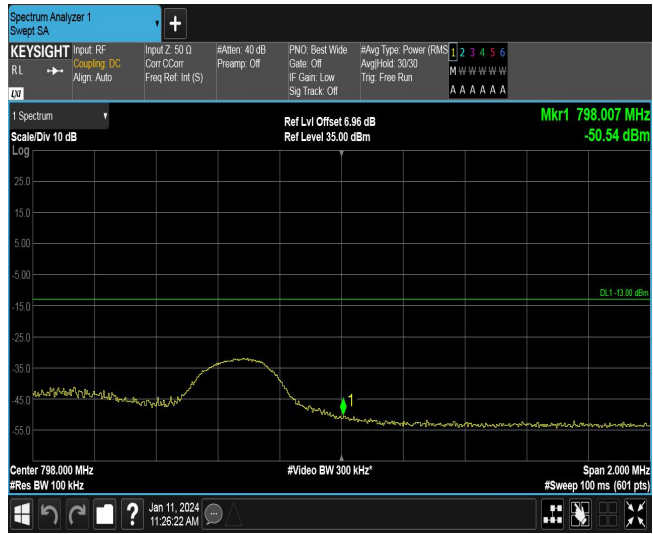 Spectrum Analyzer 1
Swept SA
+
KEYSIGHT Input: RF Input Z: 50 Ω #Atten: 40 dB PNO: Best Wide #Avg Type: Power (RMS 1 2 3 4 5 6
RL Coupling: DC Corr CCorr Preamp: Off Gate: Off Avg|Hold: 30/30 M W W W W W
Align: Auto Freq Ref: Int (S) IF Gain: Low Trig: Free Run
LXI Sig Track: Off A A A A A A
1 Spectrum Ref Lvl Offset 6.96 dB Mkr1 798.007 MHz
Scale/Div 10 dB Ref Level 35.00 dBm -50.54 dBm
Log
25.0
15.0
5.00
-5.00
DL1 -13.00 dBm
-15.0
-25.0
-35.0
-45.0
1
-55.0
Center 798.000 MHz #Video BW 300 kHz* Span 2.000 MHz
#Res BW 100 kHz #Sweep 100 ms (601 pts)
? Jan 11, 2024
11:26:22 AM